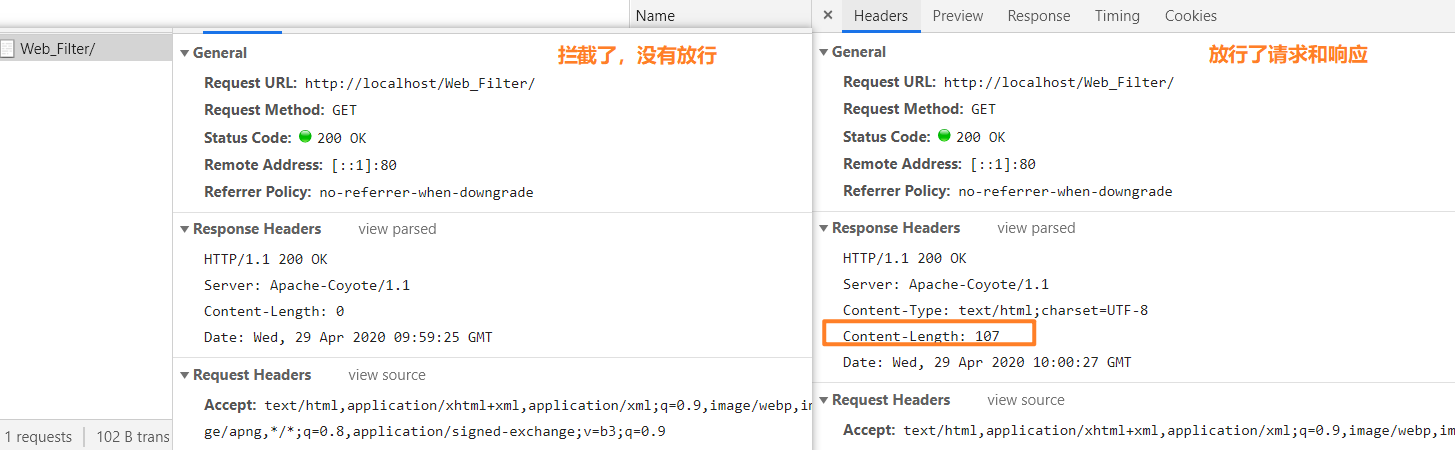 Web_Filter/
1 requests
102 B trans
General
拦截了，没有放行
Request URL: http://localhost/Web_Filter/
Request Method: GET
Status Code: 200 OK
Remote Address: [::1]:80
Referrer Policy: no-referrer-when-downgrade
Response Headers view parsed
HTTP/1.1 200 OK
Server: Apache-Coyote/1.1
Content-Length: 0
Date: Wed, 29 Apr 2020 09:59:25 GMT
Request Headers view source
Accept: text/html,application/xhtml+xml,application/xml;q=0.9,image/webp,im
ge/apng,*/*;q=0.8,application/signed-exchange;v=b3;q=0.9
Name
× Headers Preview Response Timing Cookies
General
放行了请求和响应
Request URL: http://localhost/Web_Filter/
Request Method: GET
Status Code: 200 OK
Remote Address: [::1]:80
Referrer Policy: no-referrer-when-downgrade
Response Headers view parsed
HTTP/1.1 200 OK
Server: Apache-Coyote/1.1
Content-Type: text/html;charset=UTF-8
Content-Length: 107
Date: Wed, 29 Apr 2020 10:00:27 GMT
Request Headers view source
Accept: text/html,application/xhtml+xml,application/xml;q=0.9,image/webp,im